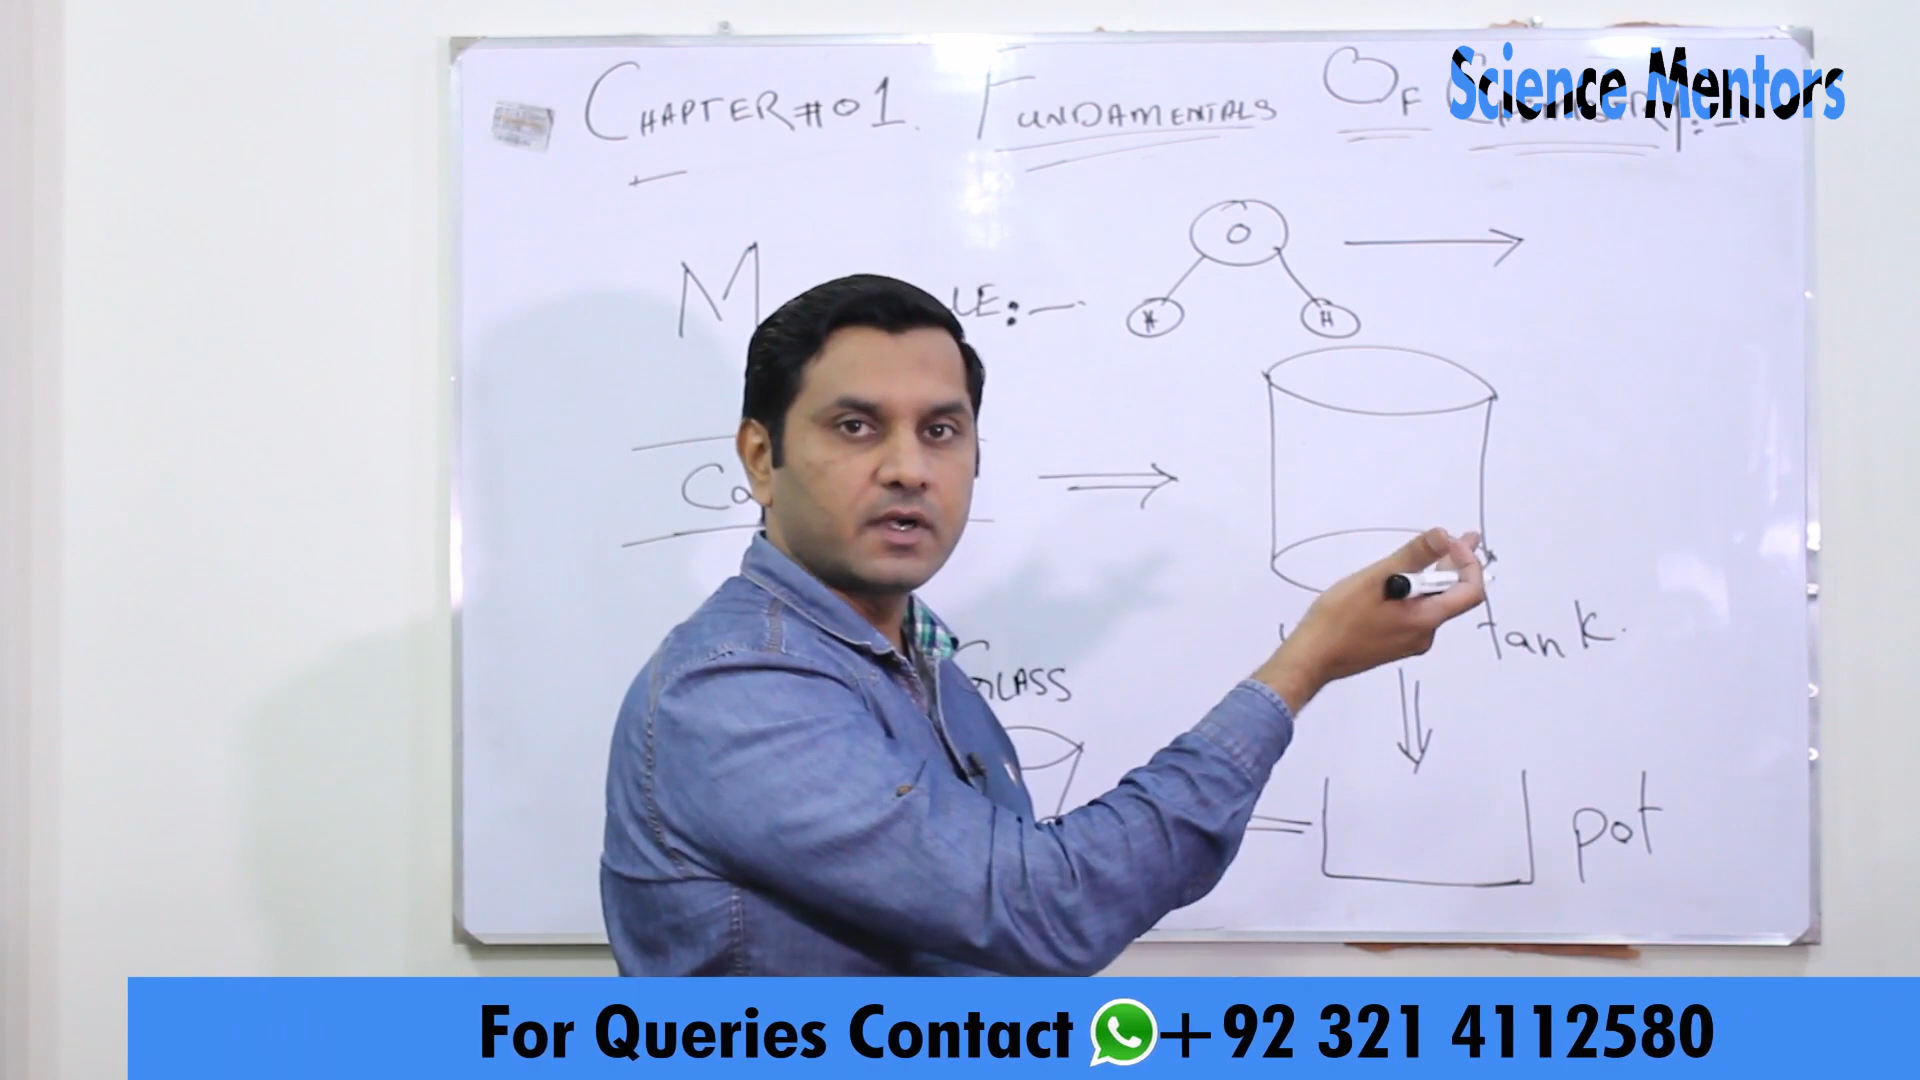 CHAPTER #01. FUNDAMENTALS OF
Science Mentors
O
H H
LE:-
tank.
GLASS
pot
For Queries Contact +92 321 4112580